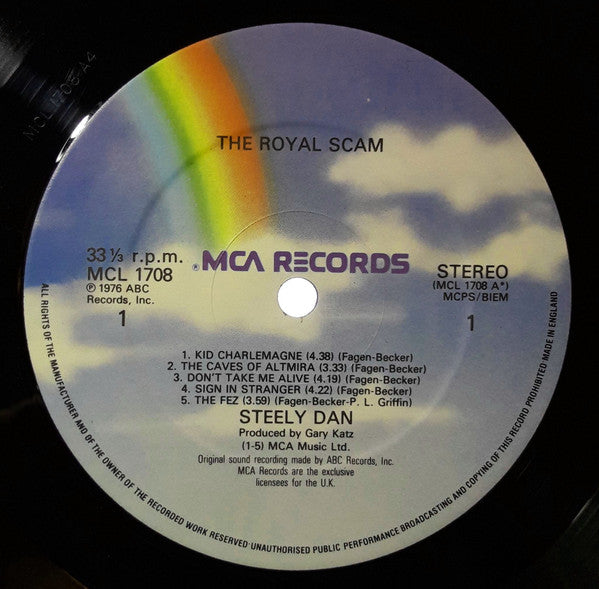 MCL 1708 A4
THE ROYAL SCAM
33⅓ r.p.m.
MCL 1708
℗ 1976 ABC
Records, Inc.
1
MCA RECORDS
®
STEREO
(MCL 1708 A*)
MCPS/BIEM
1
1. KID CHARLEMAGNE (4.38) (Fagen-Becker)
2. THE CAVES OF ALTMIRA (3.33) (Fagen-Becker)
3. DON'T TAKE ME ALIVE (4.19) (Fagen-Becker)
4. SIGN IN STRANGER (4.22) (Fagen-Becker)
5. THE FEZ (3.59) (Fagen-Becker-P. L. Griffin)
STEELY DAN
Produced by Gary Katz
(1-5) MCA Music Ltd.
Original sound recording made by ABC Records, Inc.
MCA Records are the exclusive
licensees for the U.K.
ALL RIGHTS OF THE MANUFACTURER AND OF THE OWNER OF THE RECORDED WORK RESERVED·UNAUTHORISED PUBLIC PERFORMANCE BROADCASTING AND COPYING OF THIS RECORD PROHIBITED MADE IN ENGLAND